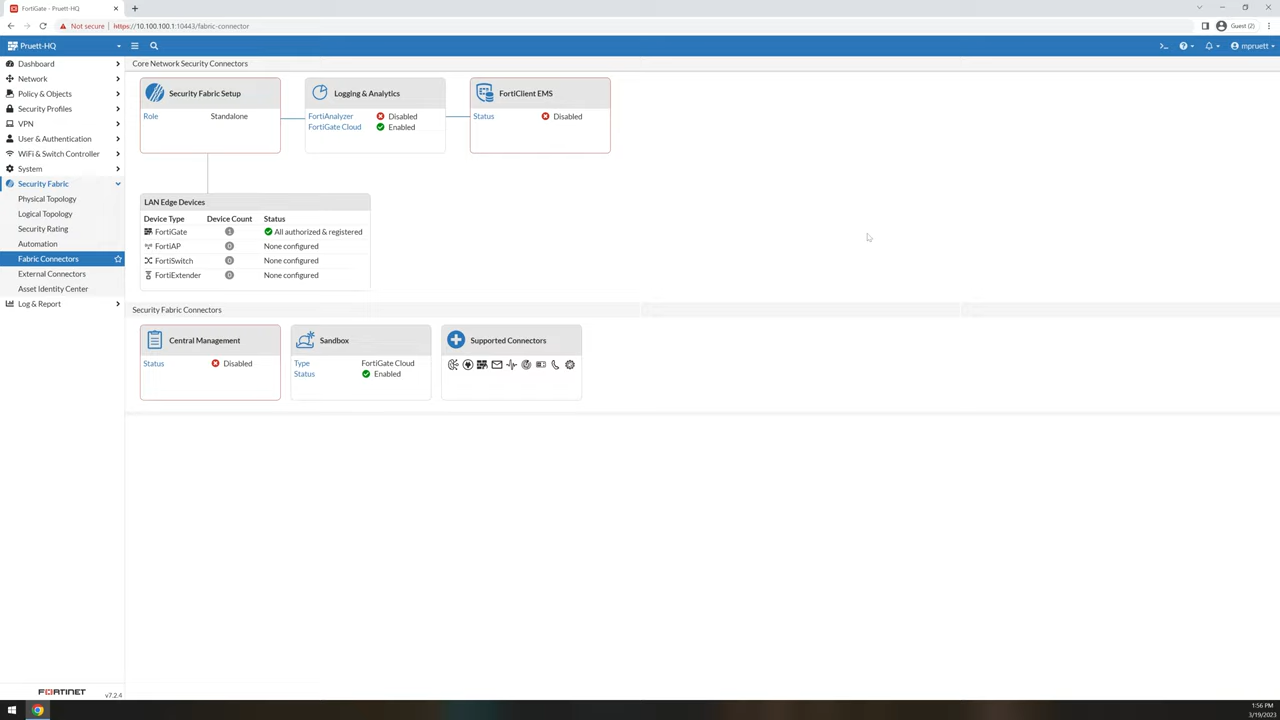 FortiGate - Pruett-HQ
Not secure | https://10.100.100.1:10443/fabric-connector
Guest (2)
Pruett-HQ
mpruett
Dashboard
Network
Policy & Objects
Security Profiles
VPN
User & Authentication
WiFi & Switch Controller
System
Security Fabric
Physical Topology
Logical Topology
Security Rating
Automation
Fabric Connectors
External Connectors
Asset Identity Center
Log & Report
FORTINET v7.2.4
Core Network Security Connectors
Security Fabric Setup
Role Standalone
Logging & Analytics
FortiAnalyzer Disabled
FortiGate Cloud Enabled
FortiClient EMS
Status Disabled
LAN Edge Devices
Device Type Device Count Status
FortiGate 1 All authorized & registered
FortiAP 0 None configured
FortiSwitch 0 None configured
FortiExtender 0 None configured
Security Fabric Connectors
Central Management
Status Disabled
Sandbox
Type FortiGate Cloud
Status Enabled
Supported Connectors
1:56 PM
3/19/2023